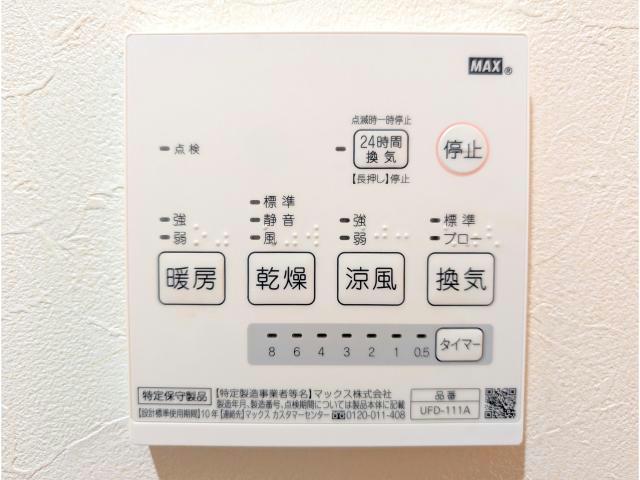 MAX®
点滅時一時停止
点検
24時間
換気
停止
【長押し】停止
強
弱
標準
静音
風
強
弱
標準
ブロー
暖房
乾燥
涼風
換気
8 6 4 3 2 1 0.5
タイマー
特定保守製品
【特定製造事業者等名】マックス株式会社
製造年月、製造番号、点検期間については製品本体に記載
【設計標準使用期間】10年【連絡先】マックス カスタマーセンター 0120-011-408
品番
UFD-111A